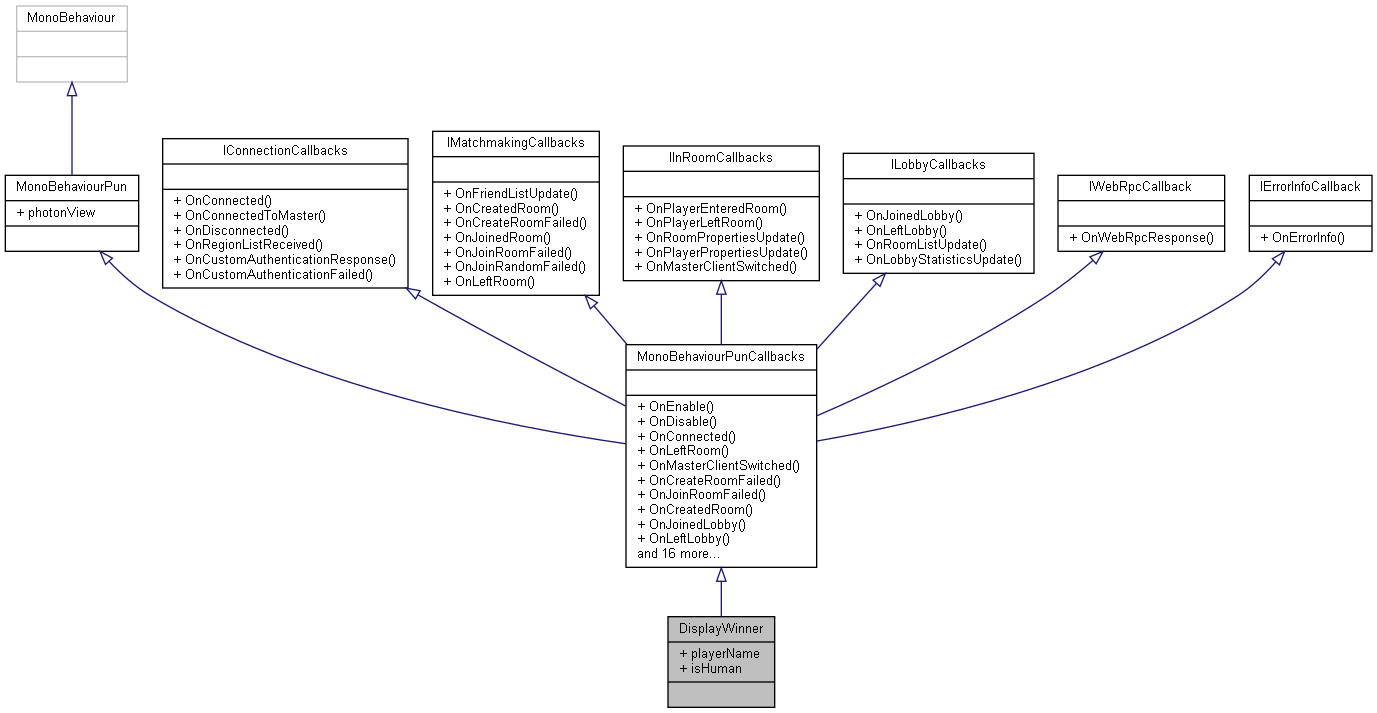 MonoBehaviour
MonoBehaviourPun
+ photonView
IConnectionCallbacks
+ OnConnected()
+ OnConnectedToMaster()
+ OnDisconnected()
+ OnRegionListReceived()
+ OnCustomAuthenticationResponse()
+ OnCustomAuthenticationFailed()
IMatchmakingCallbacks
+ OnFriendListUpdate()
+ OnCreatedRoom()
+ OnCreateRoomFailed()
+ OnJoinedRoom()
+ OnJoinRoomFailed()
+ OnJoinRandomFailed()
+ OnLeftRoom()
IInRoomCallbacks
+ OnPlayerEnteredRoom()
+ OnPlayerLeftRoom()
+ OnRoomPropertiesUpdate()
+ OnPlayerPropertiesUpdate()
+ OnMasterClientSwitched()
ILobbyCallbacks
+ OnJoinedLobby()
+ OnLeftLobby()
+ OnRoomListUpdate()
+ OnLobbyStatisticsUpdate()
IWebRpcCallback
+ OnWebRpcResponse()
IErrorInfoCallback
+ OnErrorInfo()
MonoBehaviourPunCallbacks
+ OnEnable()
+ OnDisable()
+ OnConnected()
+ OnLeftRoom()
+ OnMasterClientSwitched()
+ OnCreateRoomFailed()
+ OnJoinRoomFailed()
+ OnCreatedRoom()
+ OnJoinedLobby()
+ OnLeftLobby()
and 16 more...
DisplayWinner
+ playerName
+ isHuman